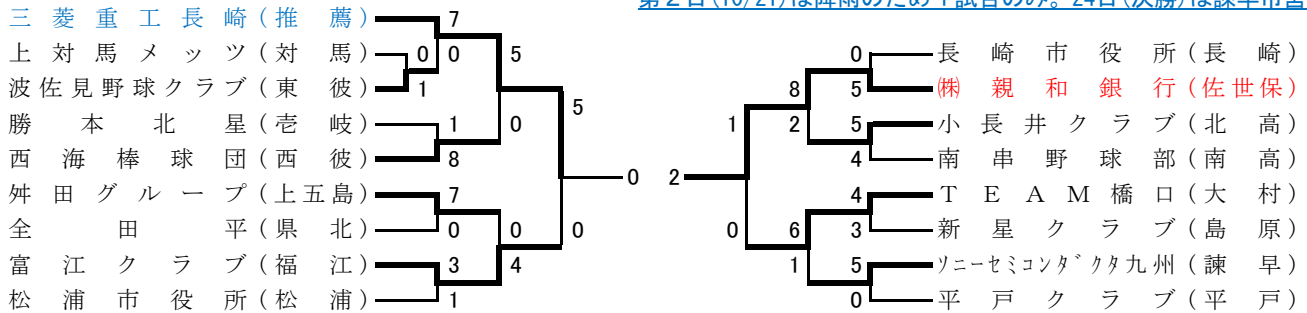 第２日(10/21)は降雨のため1試合のみ。24日(決勝)は諫早市営
三菱重工長崎(推薦) 7
上対馬メッツ(対馬) 0 0 5
波佐見野球クラブ(東彼) 1
5
勝本北星(壱岐) 1 0
西海棒球団(西彼) 8
0
舛田グループ(上五島) 7
全田平(県北) 0 0 0
富江クラブ(福江) 3 4
松浦市役所(松浦) 1
0 長崎市役所(長崎)
8 5 ㈱親和銀行(佐世保)
1 2 5 小長井クラブ(北高)
4 南串野球部(南高)
2
4 TEAM橋口(大村)
0 6 3 新星クラブ(島原)
1 5 ソニーセミコンダクタ九州(諫早)
0 平戸クラブ(平戸)